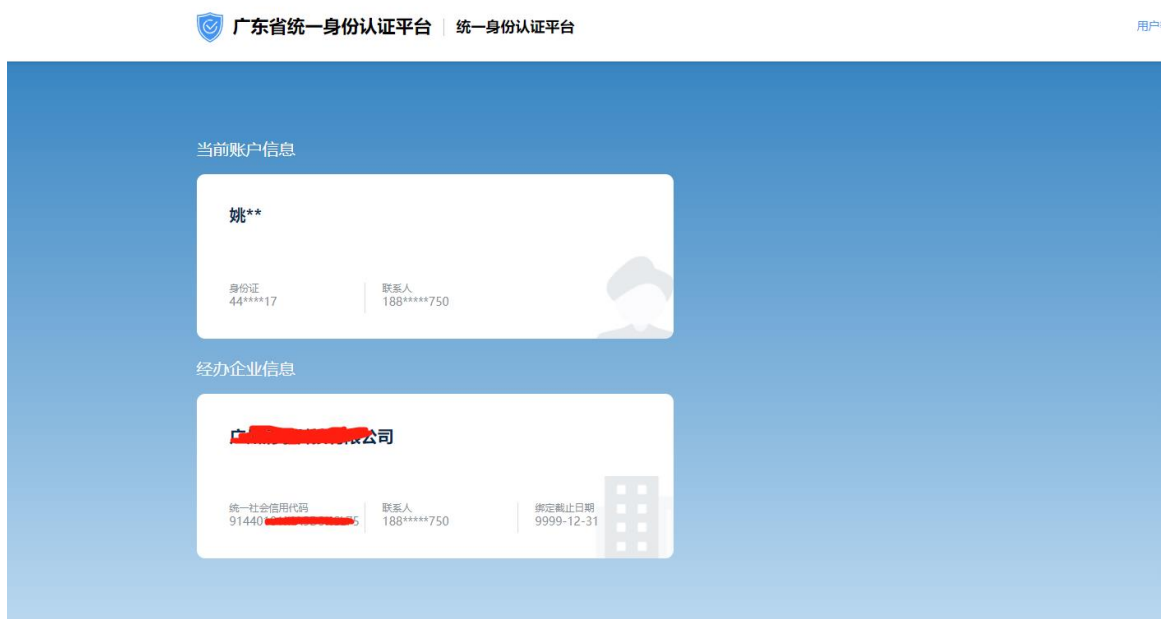 广东省统一身份认证平台 统一身份认证平台
用户
当前账户信息
姚**
身份证 联系人
44****17 188*****750
经办企业信息
公司
统一社会信用代码 联系人 绑定截止日期
91440 5 188*****750 9999-12-31